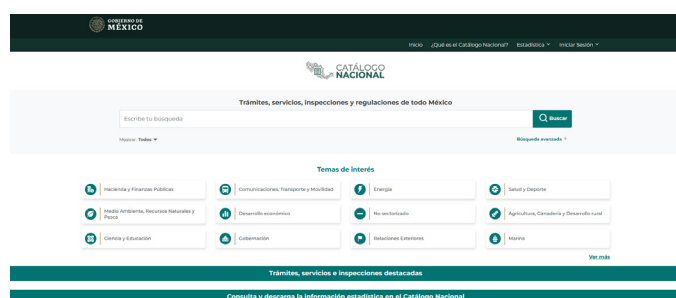 GOBIERNO DE
MÉXICO
Inicio ¿Qué es el Catálogo Nacional? Estadística Iniciar Sesión
CATÁLOGO
NACIONAL
Trámites, servicios, inspecciones y regulaciones de todo México
Escribe tu búsqueda
Buscar
Mostrar: Todos
Búsqueda avanzada
Temas de interés
Hacienda y Finanzas Públicas
Comunicaciones, Transporte y Movilidad
Energía
Salud y Deporte
Medio Ambiente, Recursos Naturales y
Pesca
Desarrollo económico
No sectorizado
Agricultura, Ganadería y Desarrollo rural
Ciencia y Educación
Gobernación
Relaciones Exteriores
Marina
Ver más
Trámites, servicios e inspecciones destacadas
Consulta y descarga la información estadística en el Catálogo Nacional